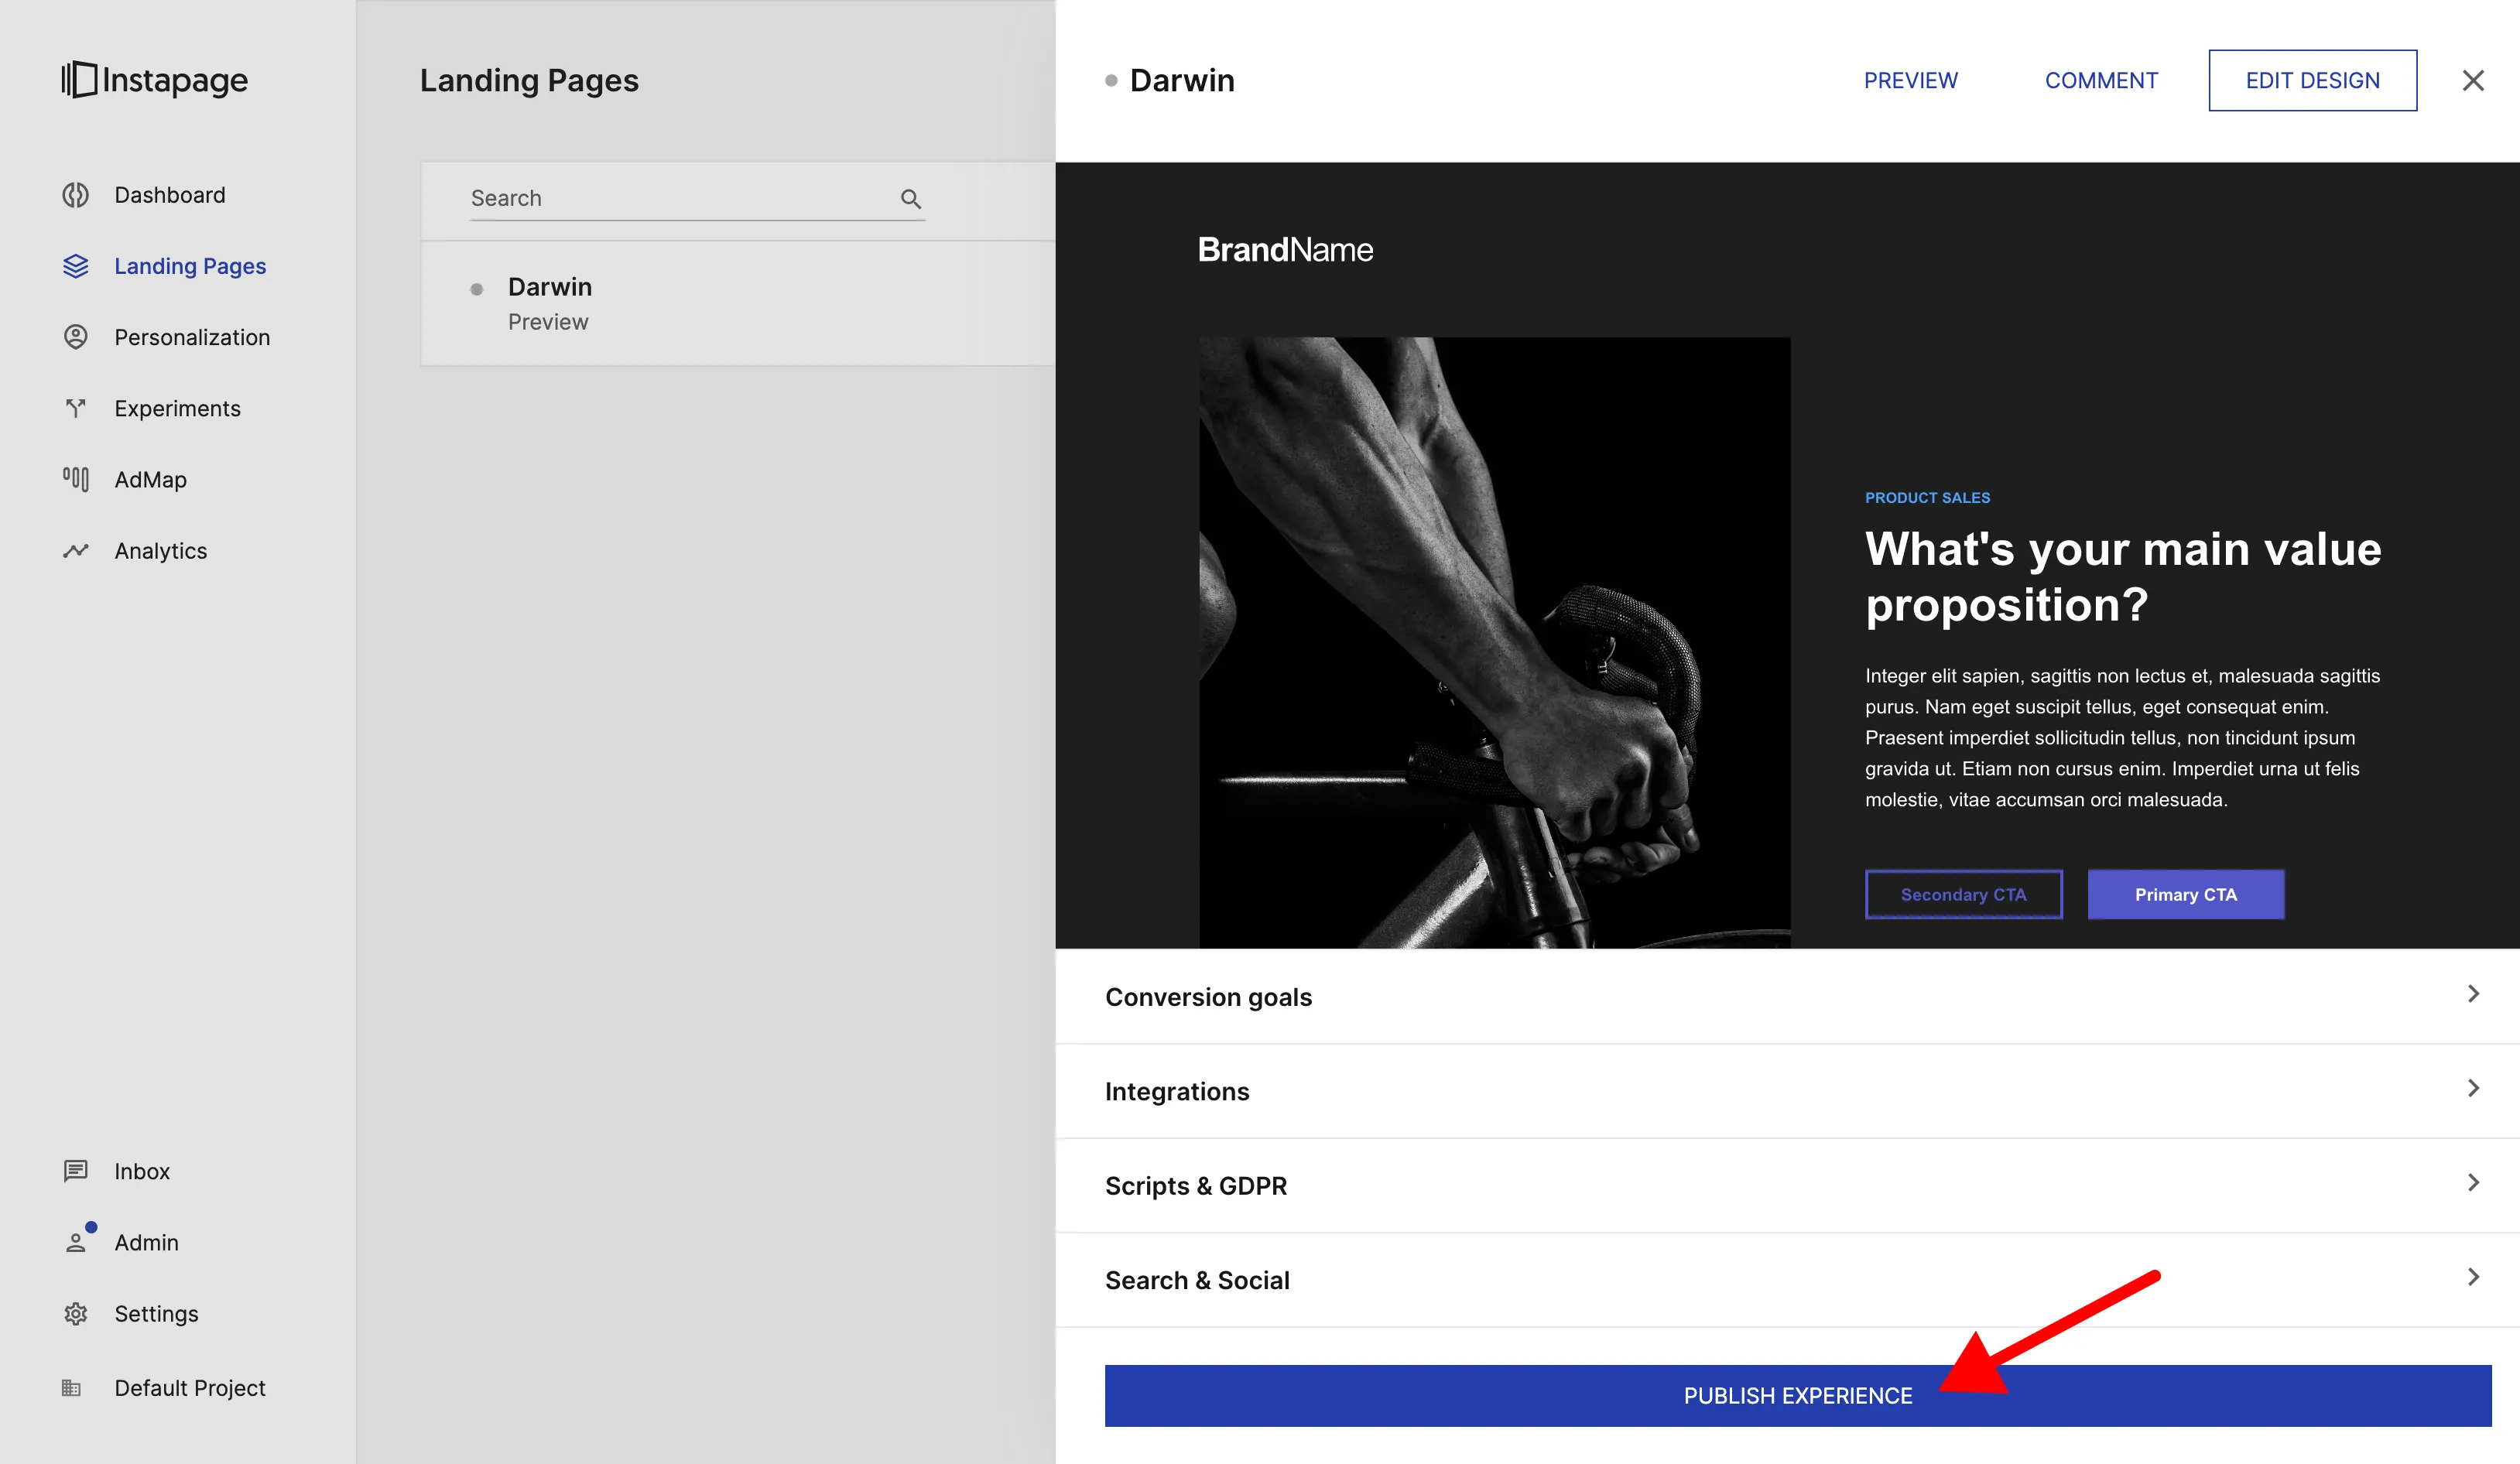 Instapage
Dashboard
Landing Pages
Personalization
Experiments
AdMap
Analytics
Inbox
Admin
Settings
Default Project
Landing Pages
Search
Darwin
Preview
Darwin
PREVIEW
COMMENT
EDIT DESIGN
BrandName
PRODUCT SALES
What's your main value
proposition?
Integer elit sapien, sagittis non lectus et, malesuada sagittis
purus. Nam eget suscipit tellus, eget consequat enim.
Praesent imperdiet sollicitudin tellus, non tincidunt ipsum
gravida ut. Etiam non cursus enim. Imperdiet urna ut felis
molestie, vitae accumsan orci malesuada.
Secondary CTA
Primary CTA
Conversion goals
Integrations
Scripts & GDPR
Search & Social
PUBLISH EXPERIENCE